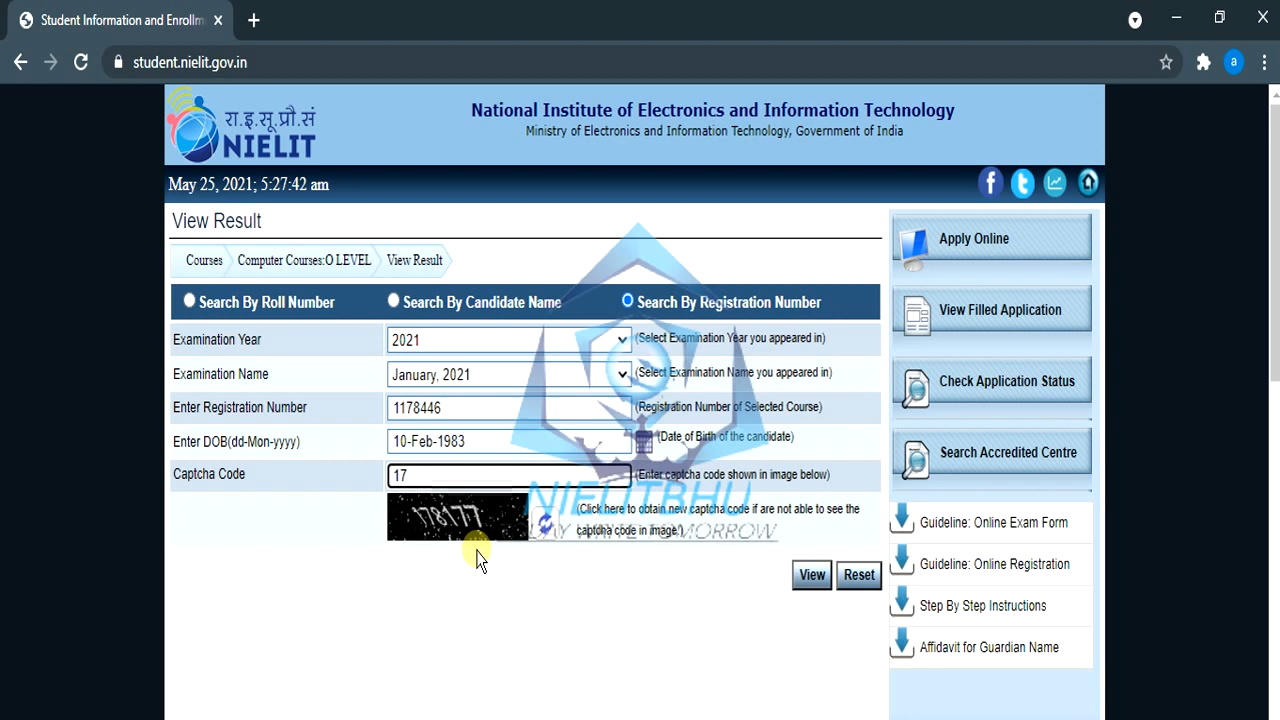 Student Information and Enrollm
student.nielit.gov.in
a
रा.इ.सू.प्रौ.सं
NIELIT
National Institute of Electronics and Information Technology
Ministry of Electronics and Information Technology, Government of India
May 25, 2021; 5:27:42 am
View Result
Courses Computer Courses:O LEVEL View Result
Search By Roll Number Search By Candidate Name Search By Registration Number
Examination Year 2021 (Select Examination Year you appeared in)
Examination Name January, 2021 (Select Examination Name you appeared in)
Enter Registration Number 1178446 (Registration Number of Selected Course)
Enter DOB(dd-Mon-yyyy) 10-Feb-1983 (Date of Birth of the candidate)
Captcha Code 17 (Enter captcha code shown in image below)
178177
(Click here to obtain new captcha code if are not able to see the
captcha code in image.)
NIELITBHU
View Reset
Apply Online
View Filled Application
Check Application Status
Search Accredited Centre
Guideline: Online Exam Form
Guideline: Online Registration
Step By Step Instructions
Affidavit for Guardian Name